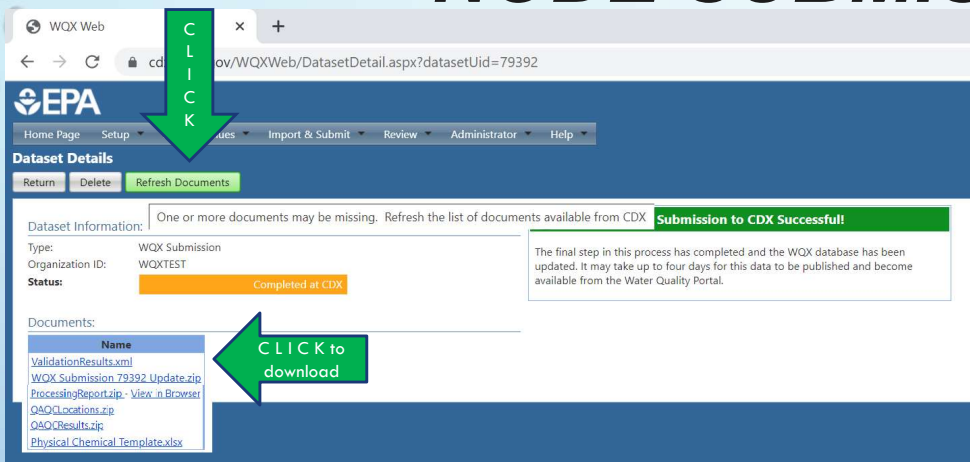 NODE SUBMI
WQX Web
cd
ov/WQXWeb/DatasetDetail.aspx?datasetUid=79392
C
L
I
C
K
EPA
Home Page Setup ues Import & Submit Review Administrator Help
Dataset Details
Return Delete Refresh Documents
One or more documents may be missing. Refresh the list of documents available from CDX
Submission to CDX Successful!
Dataset Information:
Type: WQX Submission
Organization ID: WQXTEST
Status: Completed at CDX
The final step in this process has completed and the WQX database has been
updated. It may take up to four days for this data to be published and become
available from the Water Quality Portal.
Documents:
Name
ValidationResults.xml
WQX Submission 79392 Update.zip
ProcessingReport.zip - View in Browser
QAQCLocations.zip
QAQCResults.zip
Physical Chemical Template.xlsx
C L I C K to
download